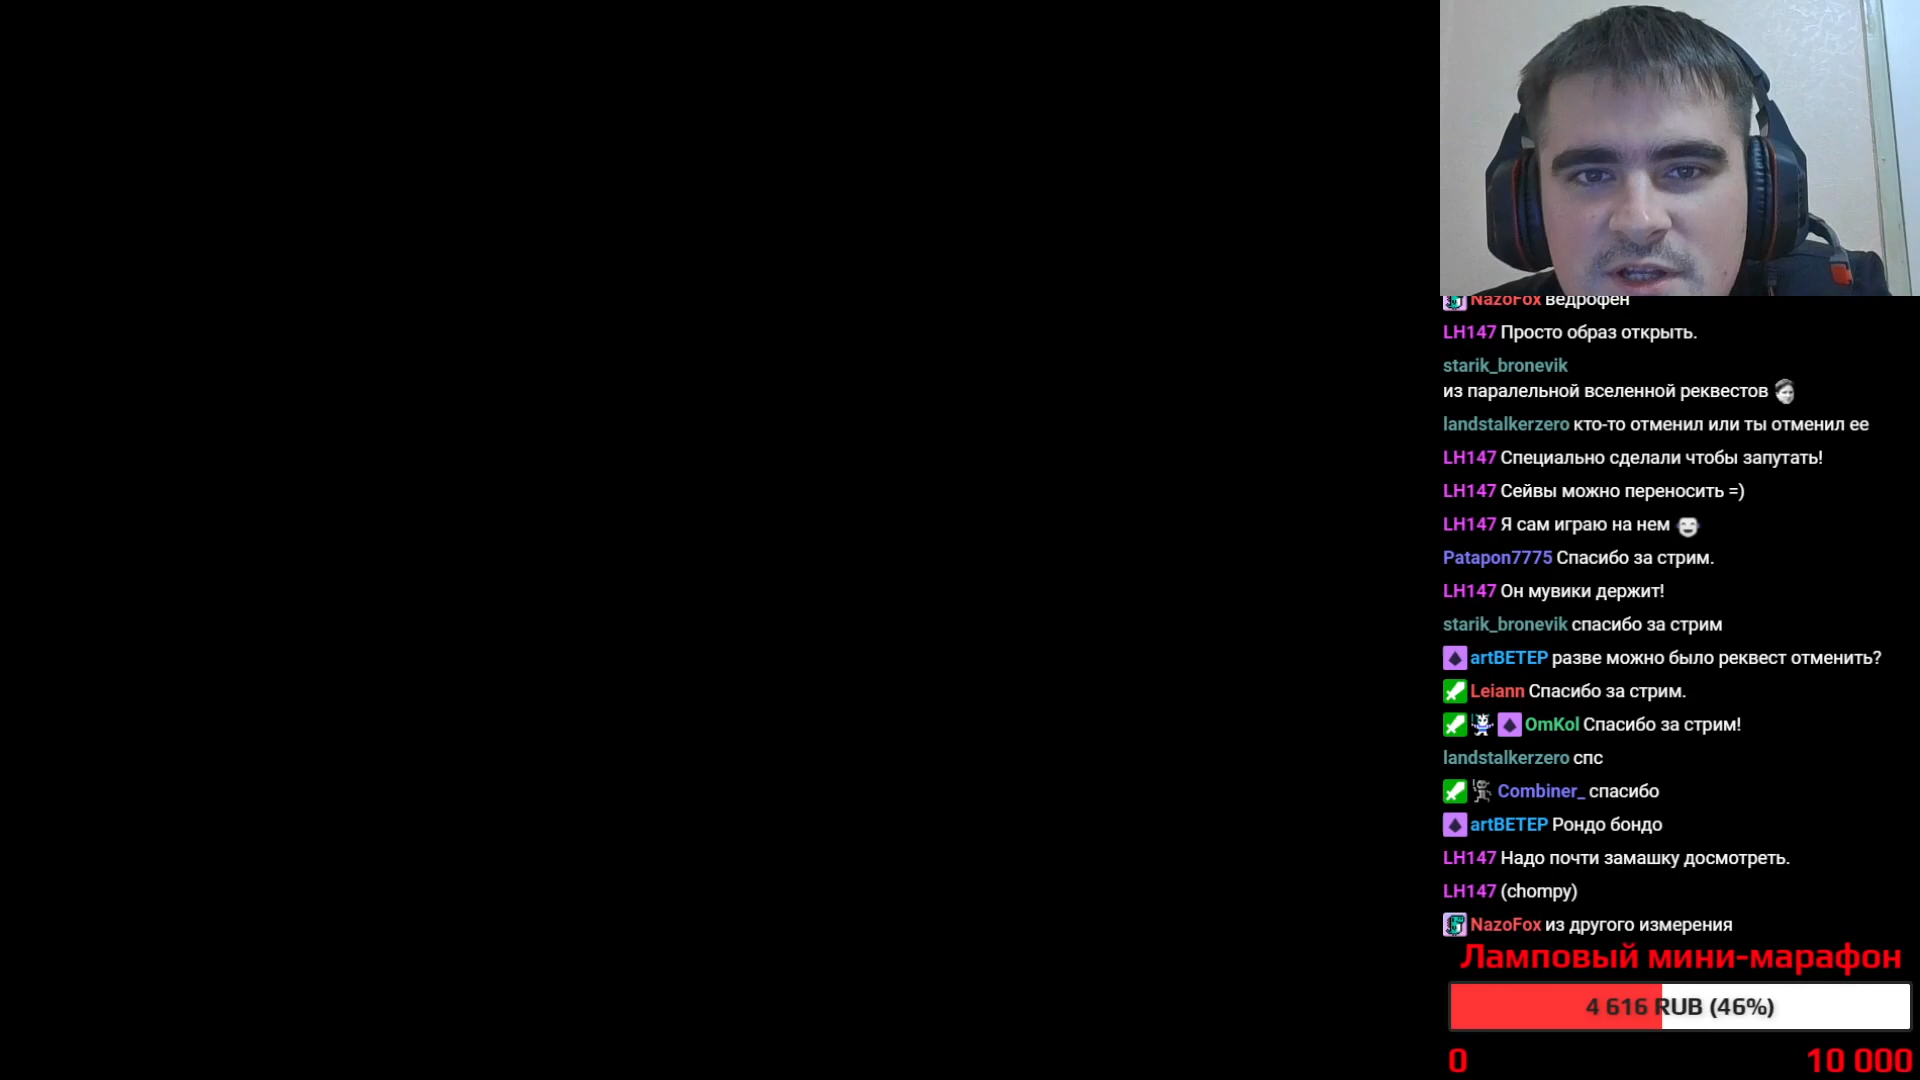 NazoFox ведрофен
LH147 Просто образ открыть.
starik_bronevik
из паралельной вселенной реквестов
landstalkerzero кто-то отменил или ты отменил ее
LH147 Специально сделали чтобы запутать!
LH147 Сейвы можно переносить =)
LH147 Я сам играю на нем
Patapon7775 Спасибо за стрим.
LH147 Он мувики держит!
starik_bronevik спасибо за стрим
artBETEP разве можно было реквест отменить?
Leiann Спасибо за стрим.
OmKol Спасибо за стрим!
landstalkerzero спс
Combiner_ спасибо
artBETEP Рондо бондо
LH147 Надо почти замашку досмотреть.
LH147 (chompy)
NazoFox из другого измерения
Ламповый мини-марафон
4 616 RUB (46%)
0 10 000